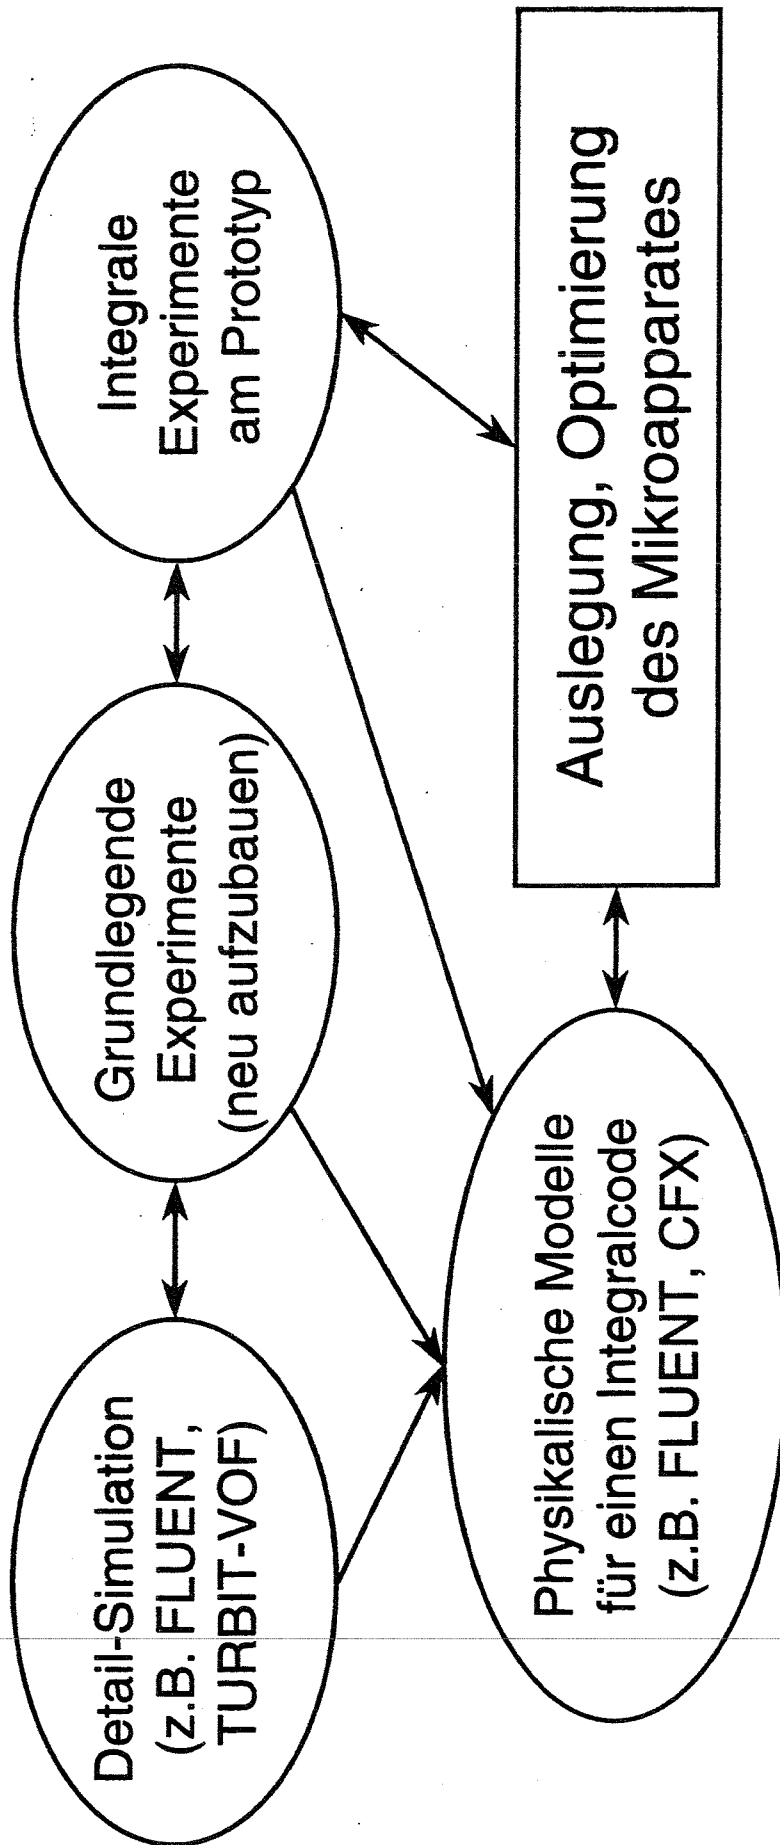 Detail-Simulation
(z.B. FLUENT,
TURBIT-VOF)
Grundlegende
Experimente
(neu aufzubauen)
Integrale
Experimente
am Prototyp
Physikalische Modelle
für einen Integralcode
(z.B. FLUENT, CFX)
Auslegung, Optimierung
des Mikroapparates